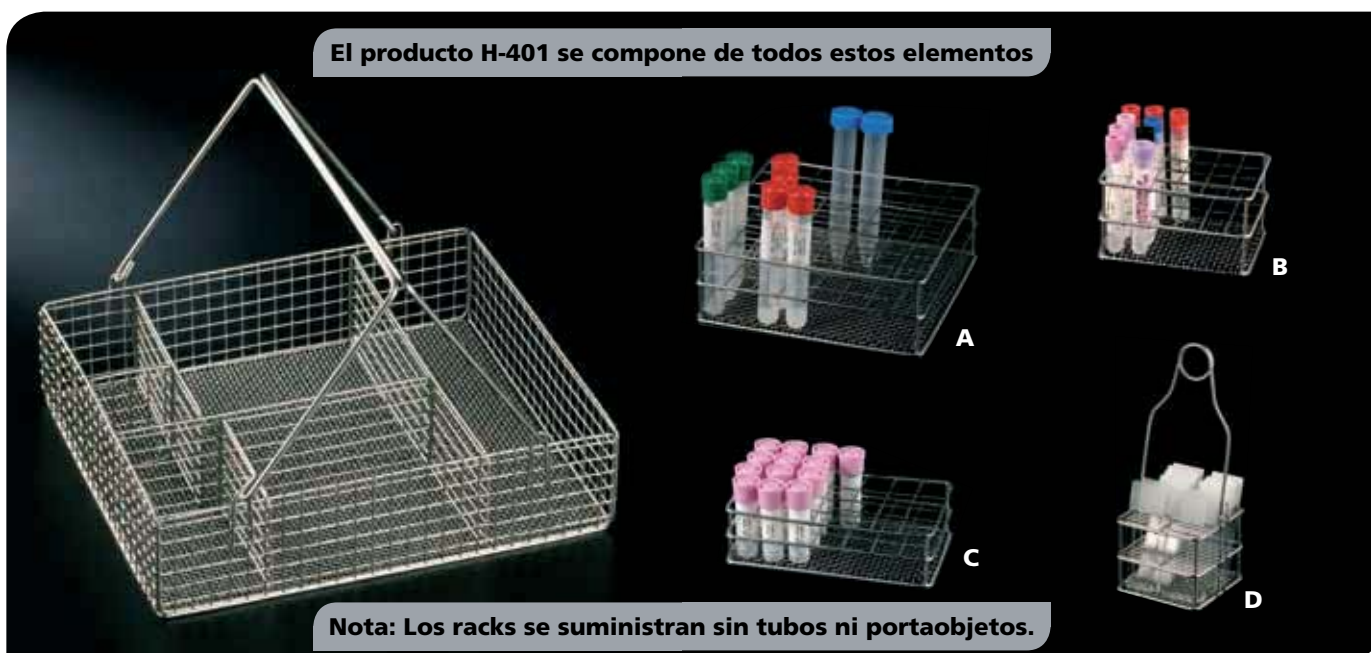 El producto H-401 se compone de todos estos elementos
A
B
C
D
Nota: Los racks se suministran sin tubos ni portaobjetos.